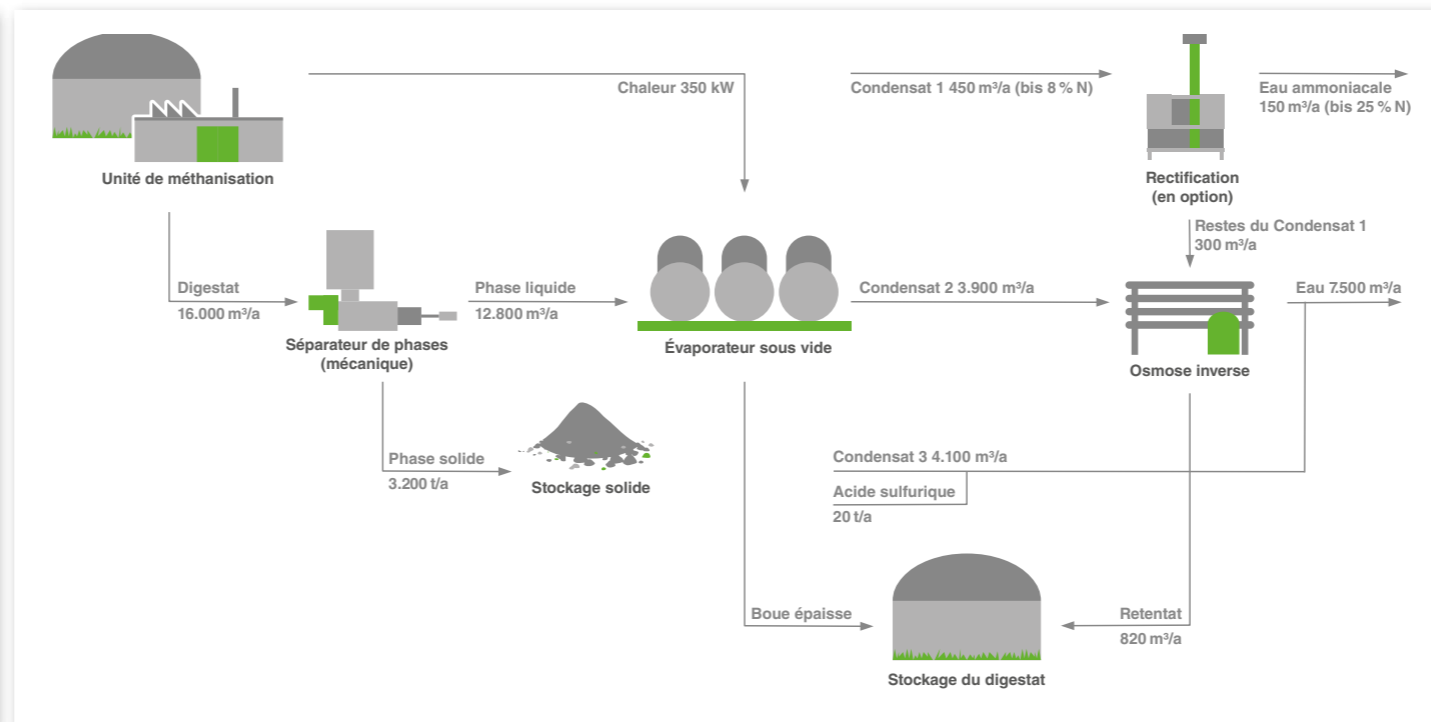 Chaleur 350 kW
Condensat 1 450 m³/a (bis 8 % N)
Eau ammoniacale
150 m³/a (bis 25 % N)
Unité de méthanisation
Rectification
(en option)
Restes du Condensat 1
300 m³/a
Digestat
16.000 m³/a
Phase liquide
12.800 m³/a
Condensat 2 3.900 m³/a
Eau 7.500 m³/a
Séparateur de phases
(mécanique)
Évaporateur sous vide
Osmose inverse
Phase solide
3.200 t/a
Stockage solide
Condensat 3 4.100 m³/a
Acide sulfurique
20 t/a
Boue épaisse
Retentat
820 m³/a
Stockage du digestat